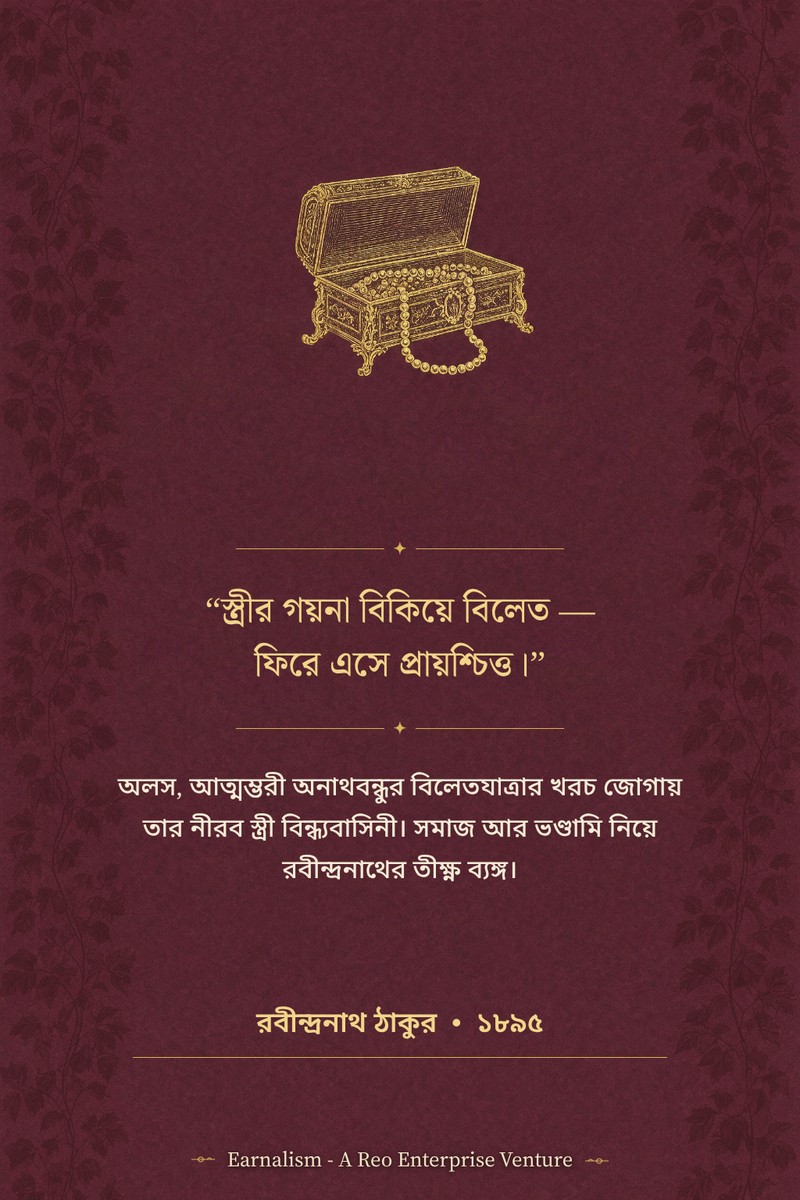 “স্ত্রীর গয়না বিকিয়ে বিলেত —
ফিরে এসে প্রায়শ্চিত্ত।”
অলস, আত্মম্ভরী অনাথবন্ধুর বিলেতযাত্রার খরচ জোগায়
তার নীরব স্ত্রী বিন্ধ্যবাসিনী। সমাজ আর ভণ্ডামি নিয়ে
রবীন্দ্রনাথের তীক্ষ্ণ ব্যঙ্গ।
রবীন্দ্রনাথ ঠাকুর • ১৮৯৫
Earnalism - A Reo Enterprise Venture